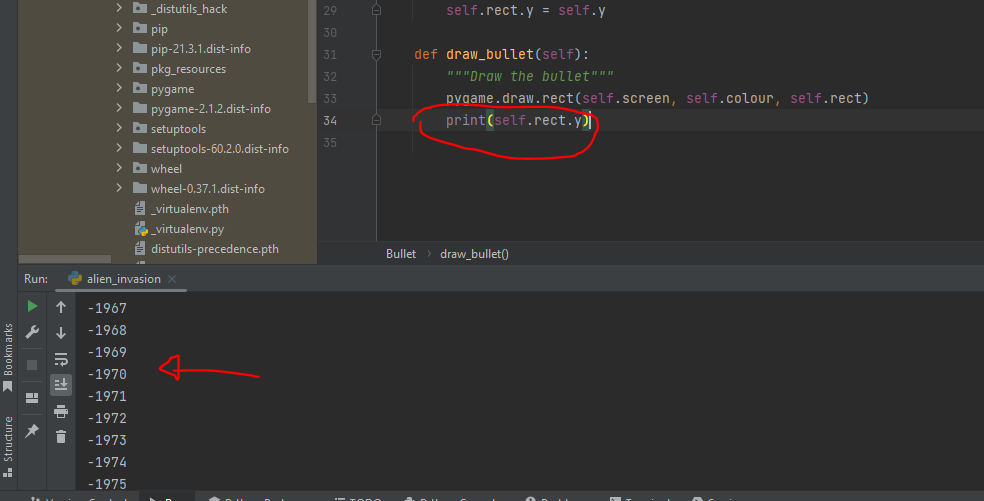 _distutils_hack
pip
pip-21.3.1.dist-info
pkg_resources
pygame
pygame-2.1.2.dist-info
setuptools
setuptools-60.2.0.dist-info
wheel
wheel-0.37.1.dist-info
_virtualenv.pth
_virtualenv.py
distutils-precedence.pth
29 self.rect.y = self.y
30
31 def draw_bullet(self):
32 """Draw the bullet"""
33 pygame.draw.rect(self.screen, self.colour, self.rect)
34 print(self.rect.y)
35
Bullet > draw_bullet()
Run: alien_invasion
-1967
-1968
-1969
-1970
-1971
-1972
-1973
-1974
-1975
Bookmarks
Structure